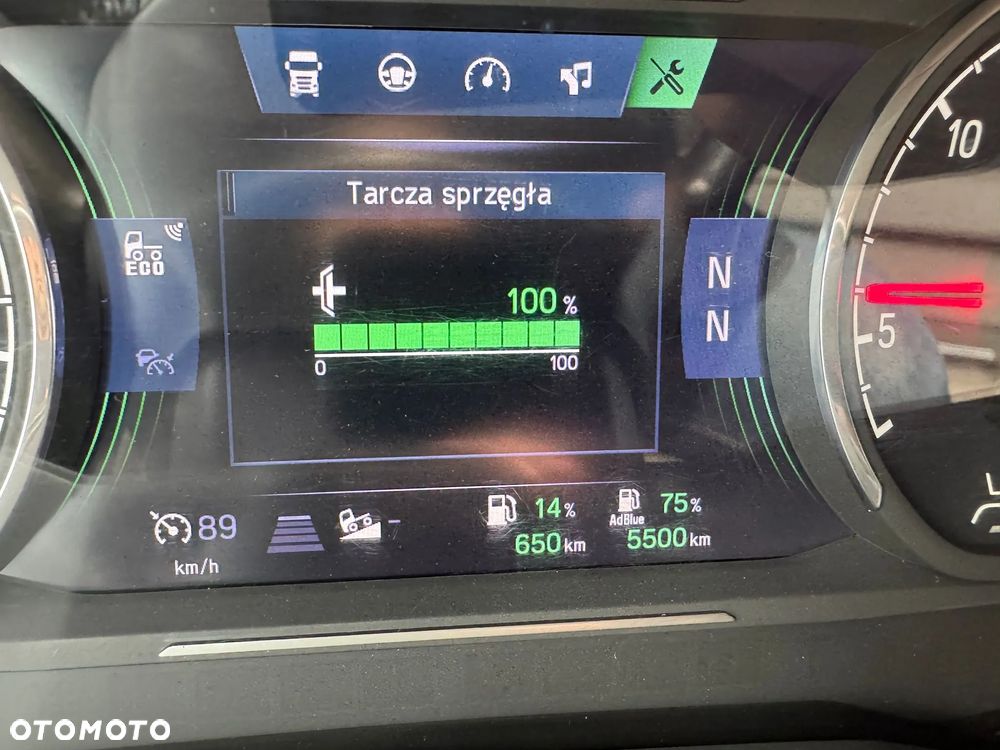 Tarcza sprzęgła
ECO
100 %
0 100
N
N
10
5
89
km/h
14%
650 km
75%
AdBlue
5500 km
OTOMOTO